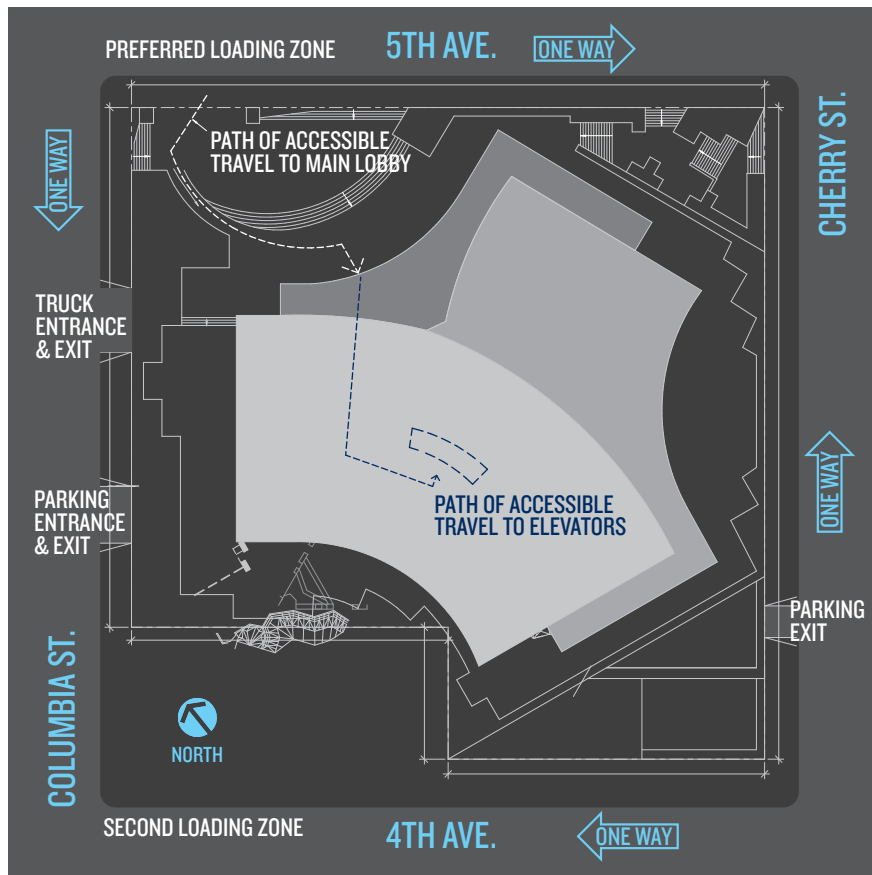 PREFERRED LOADING ZONE
5TH AVE.
ONE WAY
ONE WAY
PATH OF ACCESSIBLE
TRAVEL TO MAIN LOBBY
CHERRY ST.
TRUCK
ENTRANCE
& EXIT
PARKING
ENTRANCE
& EXIT
PATH OF ACCESSIBLE
TRAVEL TO ELEVATORS
ONE WAY
PARKING
EXIT
COLUMBIA ST.
NORTH
SECOND LOADING ZONE
4TH AVE.
ONE WAY